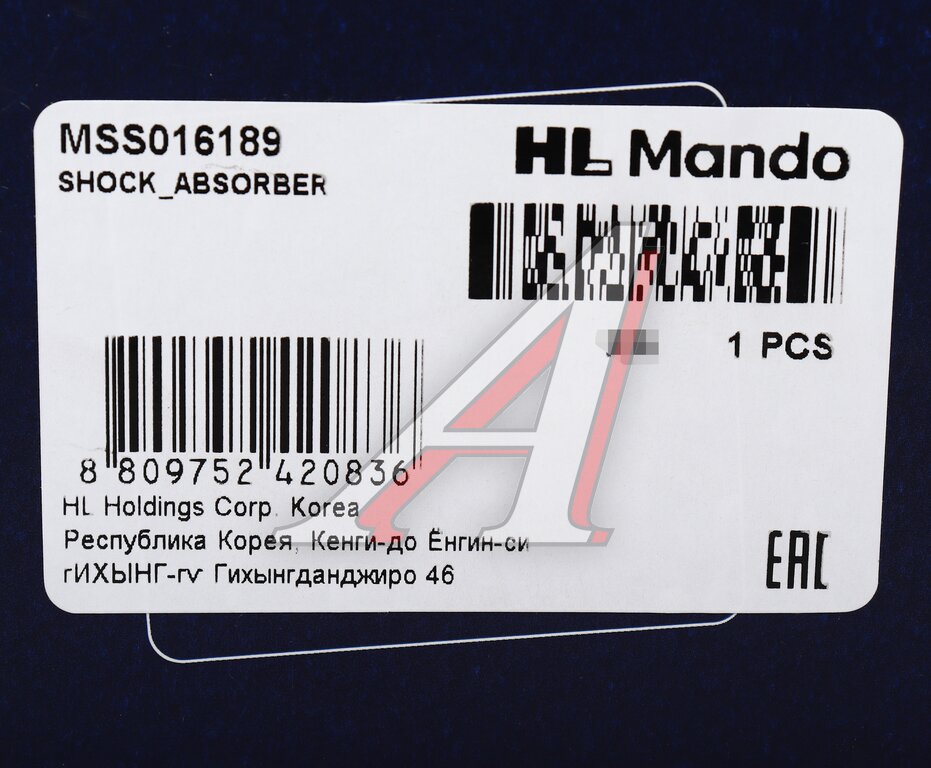 MSS016189
HL Mando
SHOCK_ABSORBER
1 PCS
8 809752 420836
HL Holdings Corp. Korea
Республика Корея, Кенги-до Ёнгин-си
гИХЫНГ-гу Гихынгданджиро 46
EAC